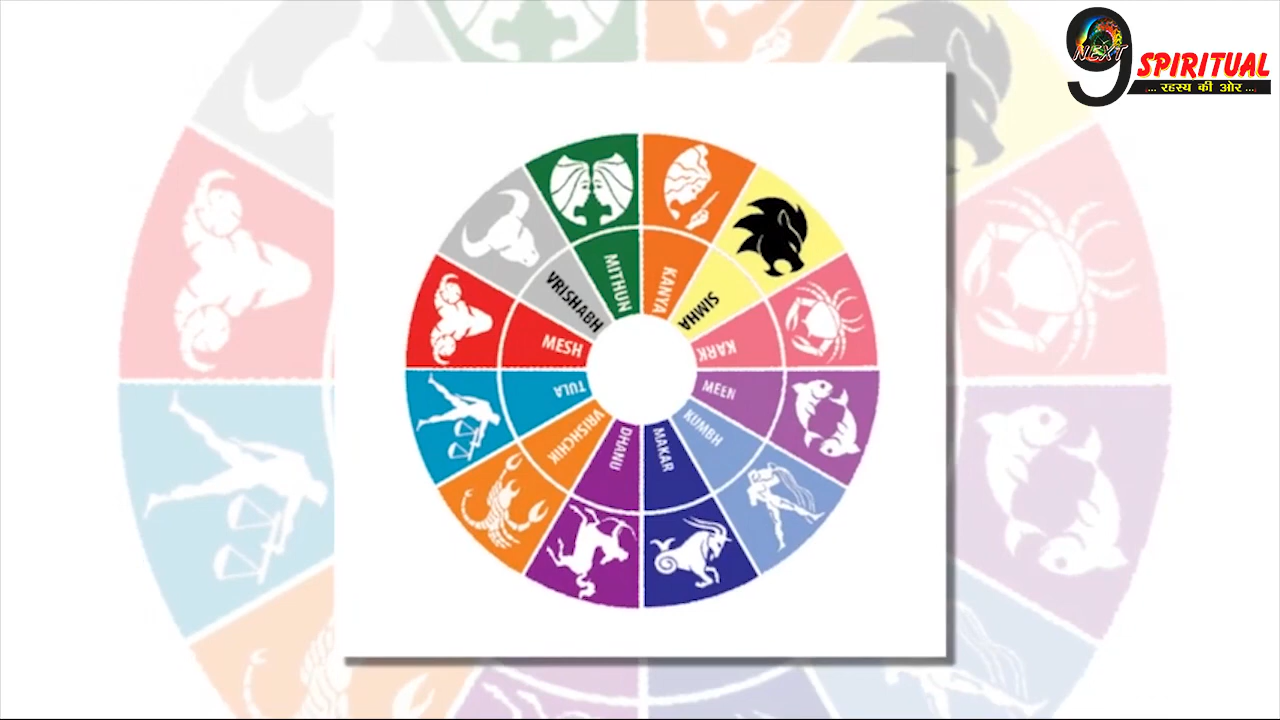 9
NEXT
SPIRITUAL
... रहस्य की ओर ...
MITHUN
KANYA
VRISHABH
SIMHA
MESH
KARK
TULA
MEEN
VRISHCHIK
KUMBH
DHANU
MAKAR